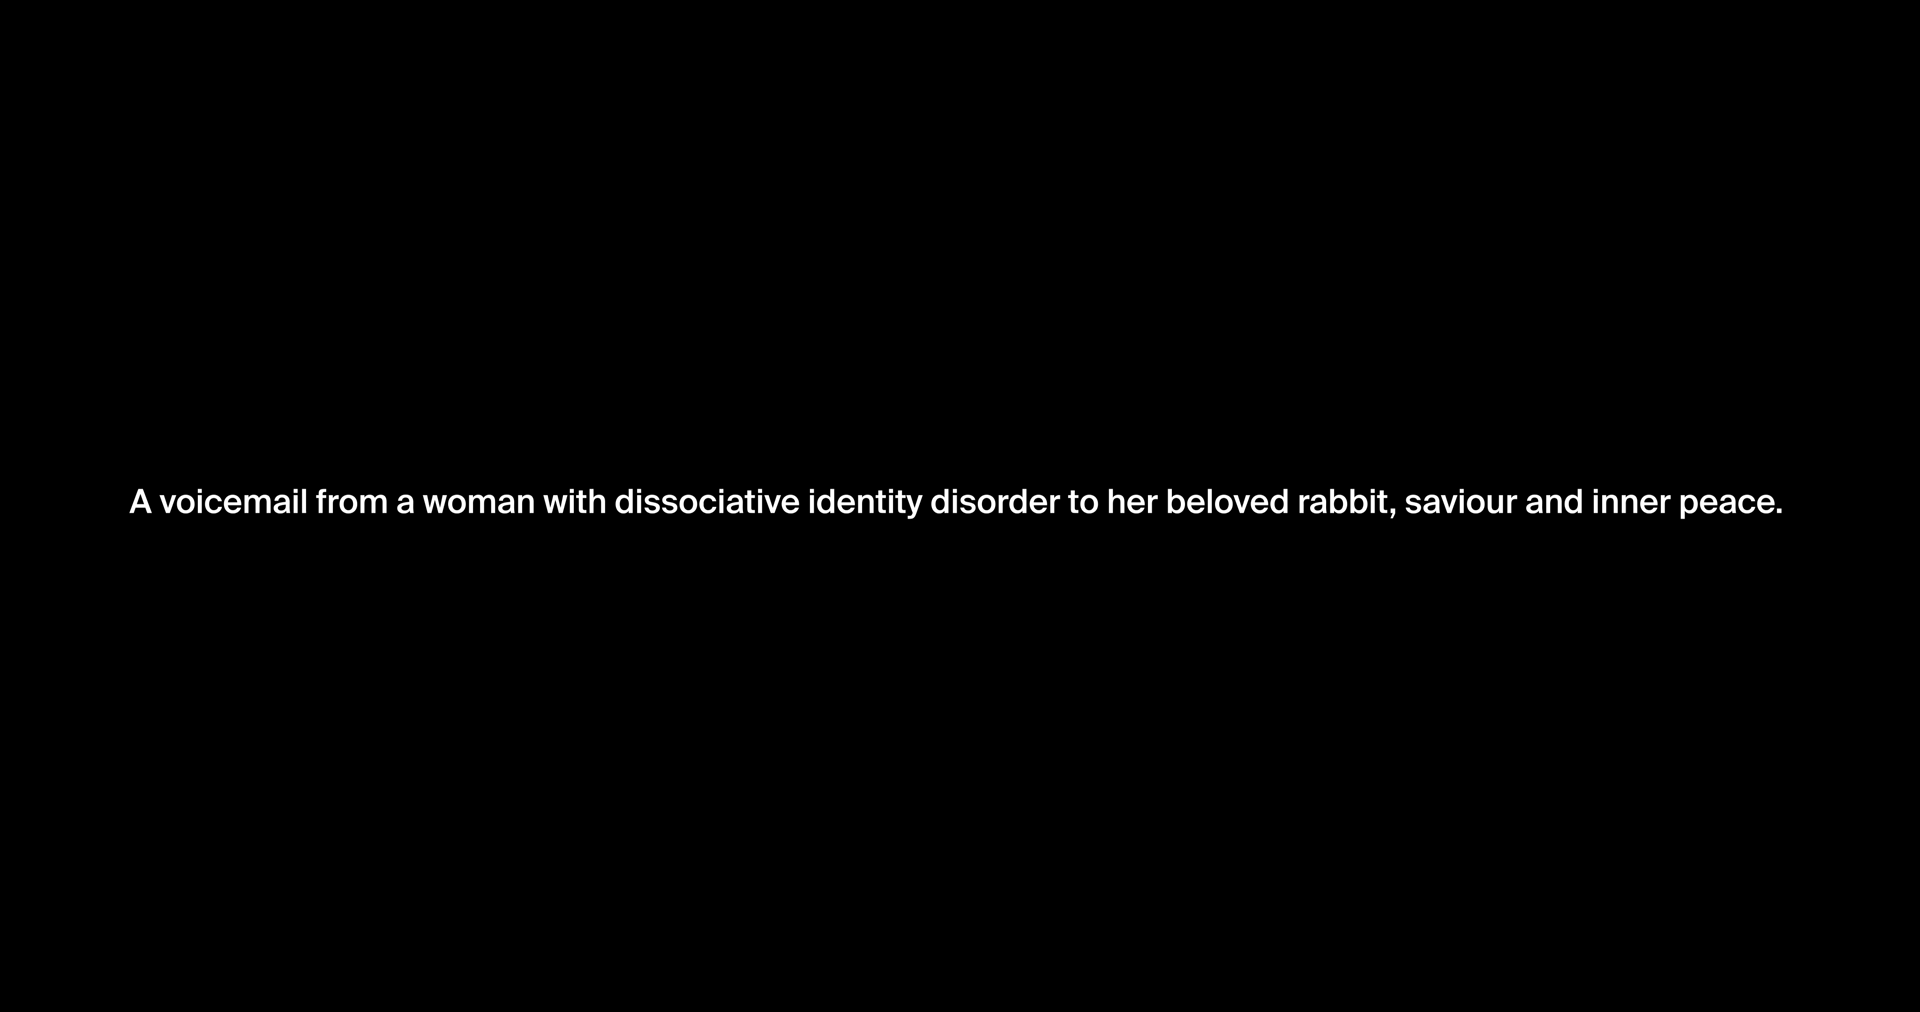 A voicemail from a woman with dissociative identity disorder to her beloved rabbit, saviour and inner peace.